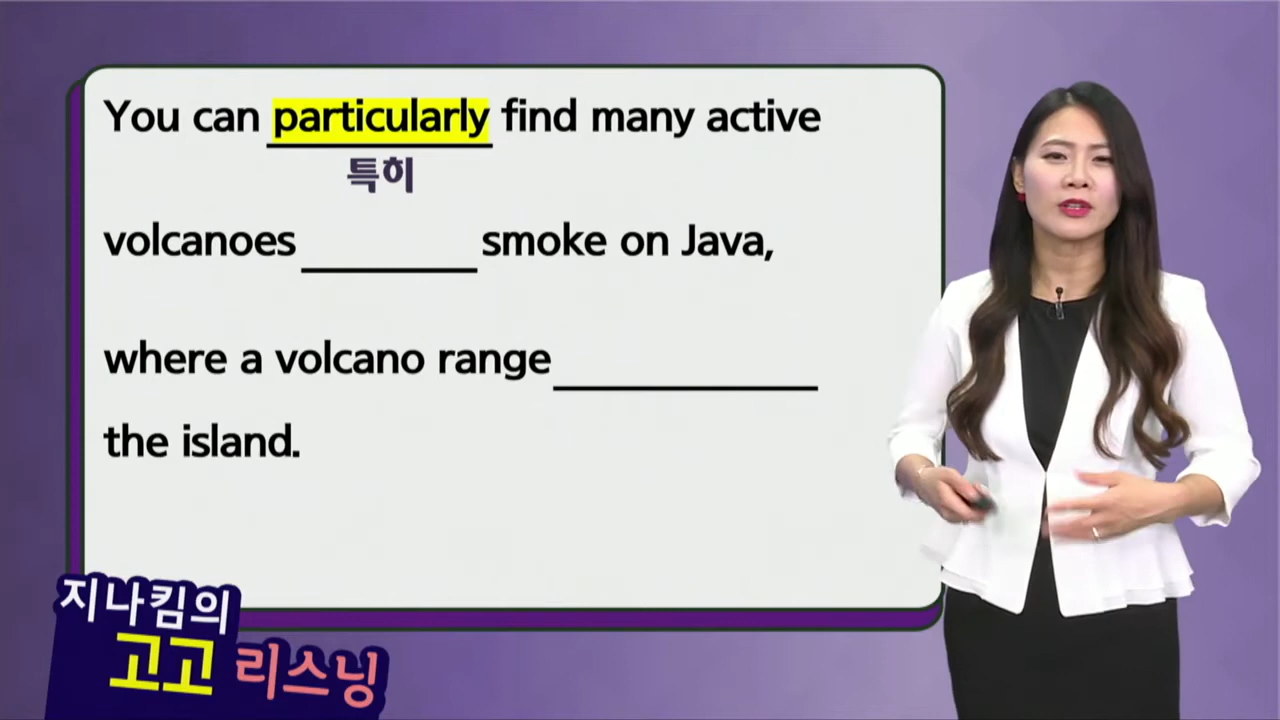 You can particularly find many active
특히
volcanoes smoke on Java,
where a volcano range
the island.
지나킴의
고고 리스닝